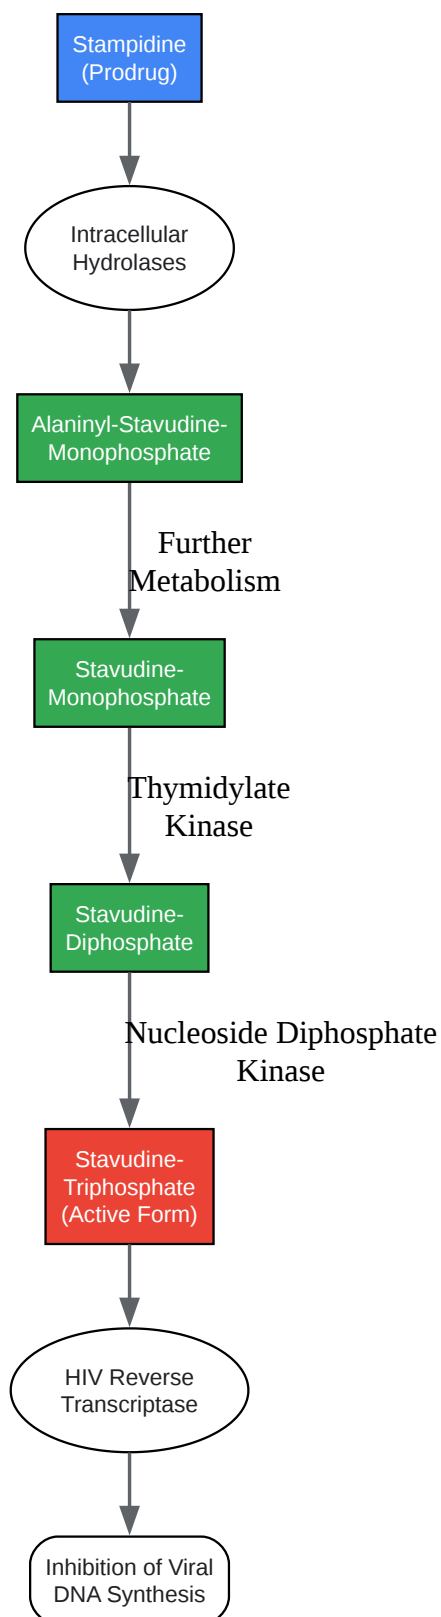 Stampidine
(Prodrug)
Intracellular
Hydrolases
Alaninyl-Stavudine-
Monophosphate
Further
Metabolism
Stavudine-
Monophosphate
Thymidylate
Kinase
Stavudine-
Diphosphate
Nucleoside Diphosphate
Kinase
Stavudine-
Triphosphate
(Active Form)
HIV Reverse
Transcriptase
Inhibition of Viral
DNA Synthesis